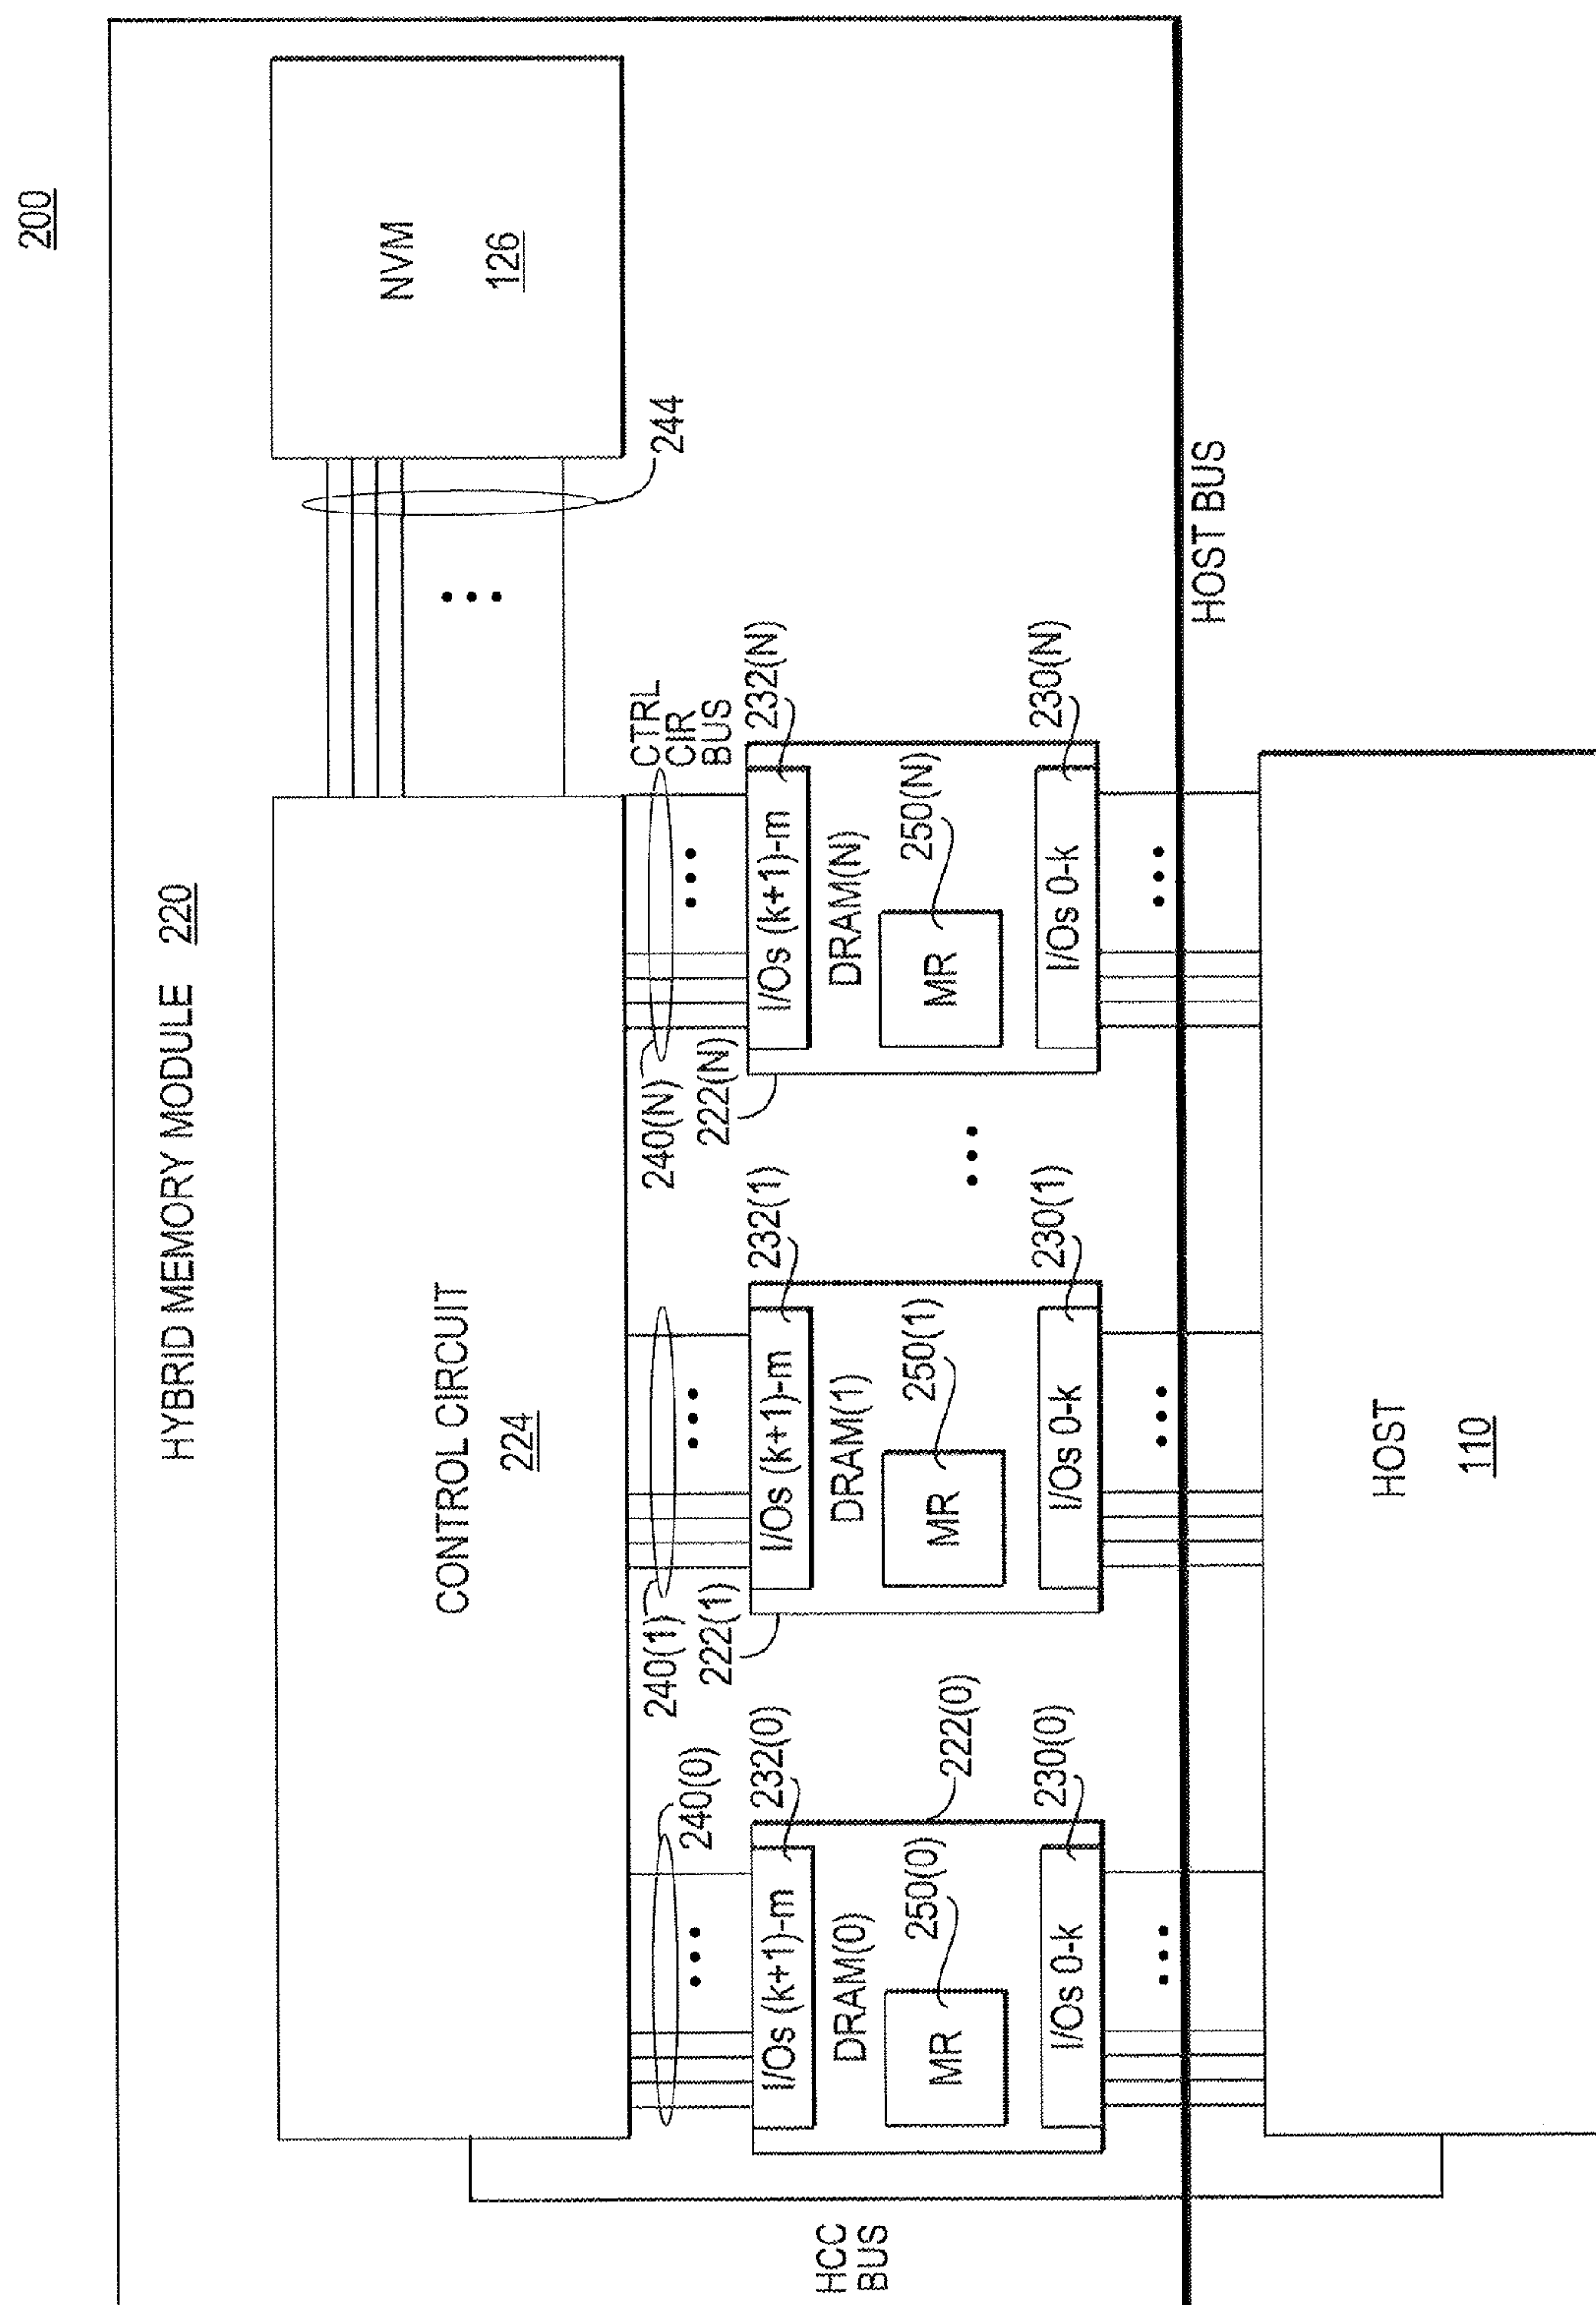 200
HYBRID MEMORY MODULE 220
CONTROL CIRCUIT
224
NVM
126
244
240(0)
240(1)
240(N)
CTRL
CIR
BUS
232(0)
I/Os (k+1)-m
DRAM(0)
250(0)
MR
222(0)
230(0)
I/Os 0-k
222(1)
232(1)
I/Os (k+1)-m
DRAM(1)
250(1)
MR
230(1)
I/Os 0-k
222(N)
232(N)
I/Os (k+1)-m
DRAM(N)
250(N)
MR
230(N)
I/Os 0-k
HCC
BUS
HOST BUS
HOST
110